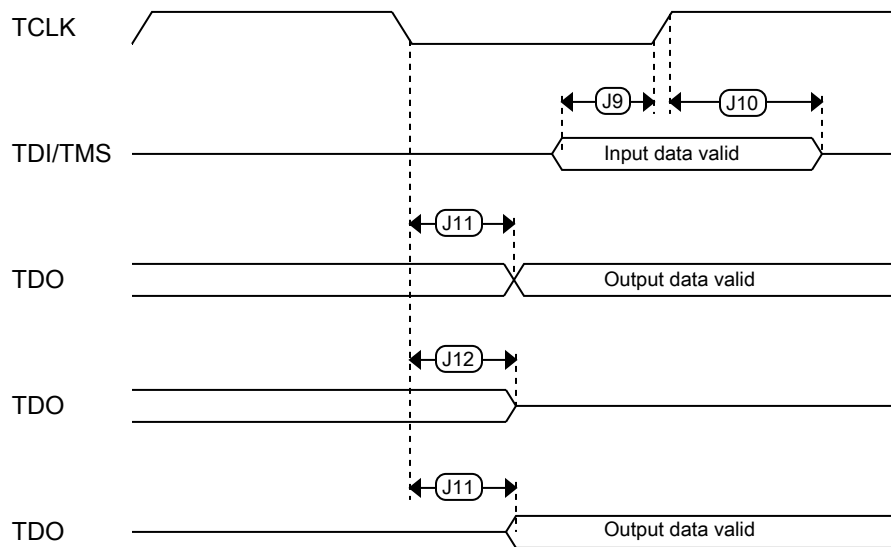 TCLK
J9
J10
TDI/TMS
Input data valid
J11
TDO
Output data valid
J12
TDO
J11
TDO
Output data valid